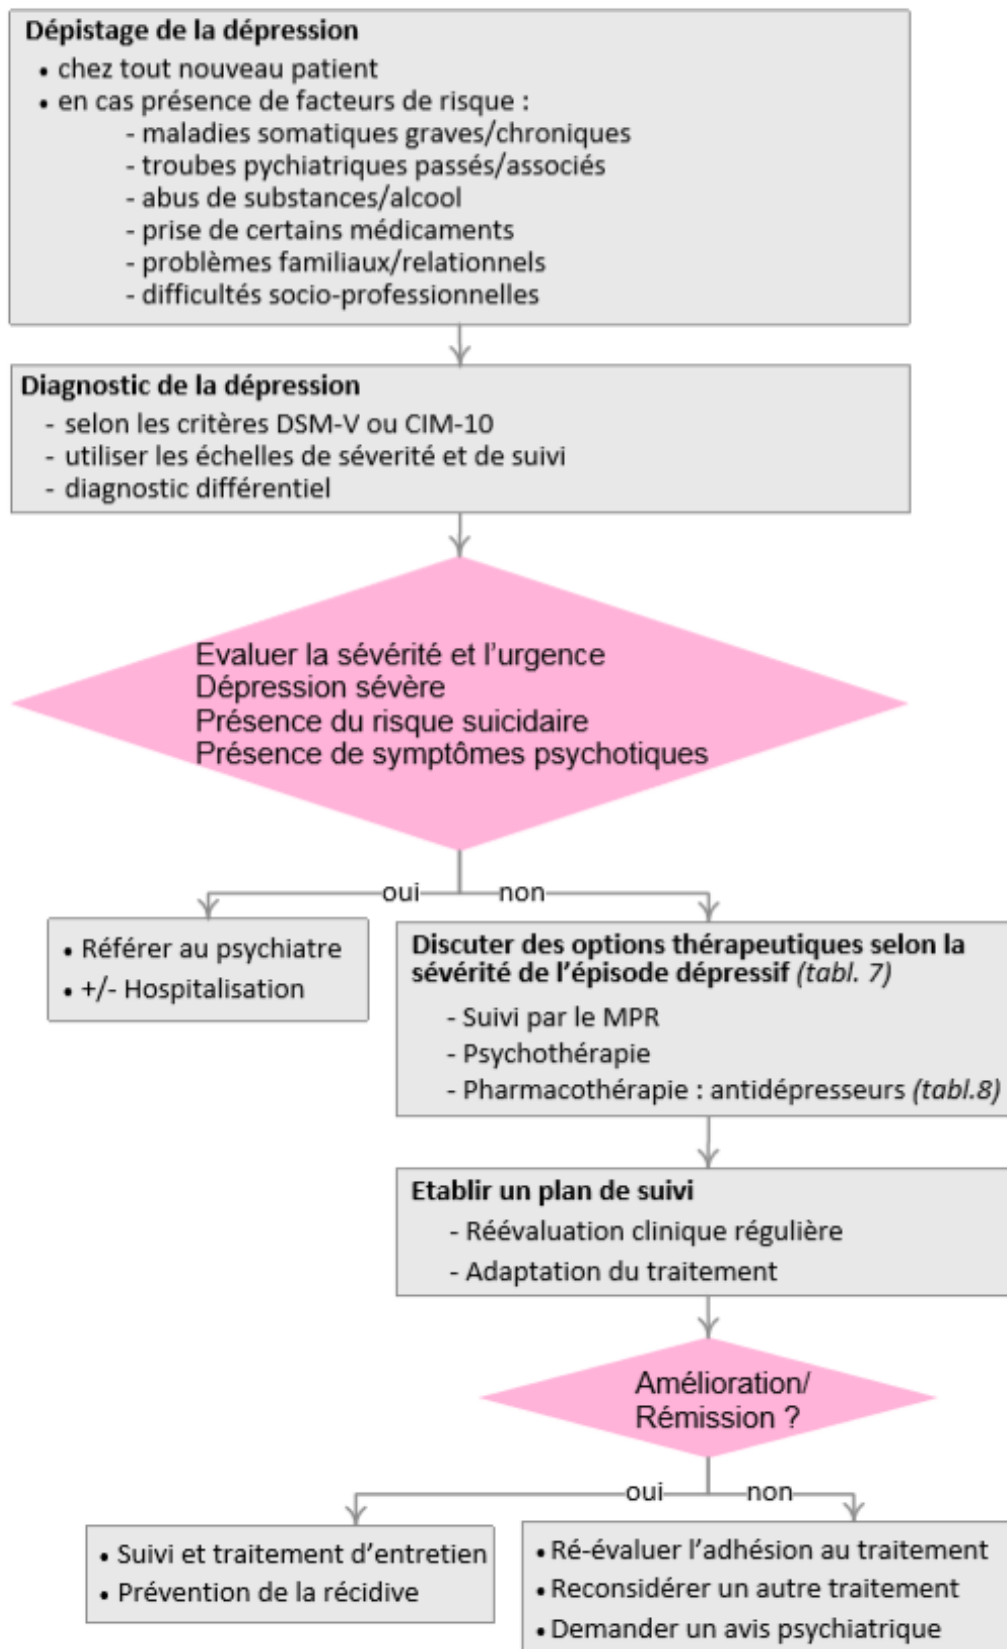 Dépistage de la dépression
• chez tout nouveau patient
• en cas présence de facteurs de risque :
- maladies somatiques graves/chroniques
- troubes pychiatriques passés/associés
- abus de substances/alcool
- prise de certains médicaments
- problèmes familiaux/relationnels
- difficultés socio-professionnelles
Diagnostic de la dépression
- selon les critères DSM-V ou CIM-10
- utiliser les échelles de séverité et de suivi
- diagnostic différentiel
Evaluer la sévérité et l'urgence
Dépression sévère
Présence du risque suicidaire
Présence de symptômes psychotiques
oui
non
• Référer au psychiatre
• +/- Hospitalisation
Discuter des options thérapeutiques selon la
sévérité de l'épisode dépressif (tabl. 7)
- Suivi par le MPR
- Psychothérapie
- Pharmacothérapie : antidépresseurs (tabl.8)
Etablir un plan de suivi
- Réévaluation clinique régulière
- Adaptation du traitement
Amélioration/
Rémission ?
oui
non
• Suivi et traitement d'entretien
• Prévention de la récidive
• Ré-évaluer l'adhésion au traitement
• Reconsidérer un autre traitement
• Demander un avis psychiatrique